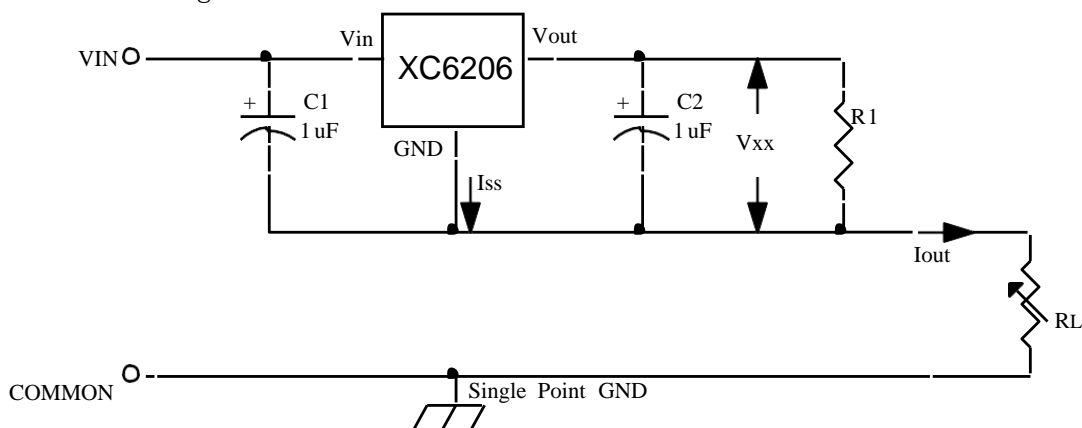 Vin
Vout
VIN
XC6206
+
C1
1 uF
+
C2
1 uF
R1
Vxx
GND
Iss
Iout
RL
COMMON
Single Point GND